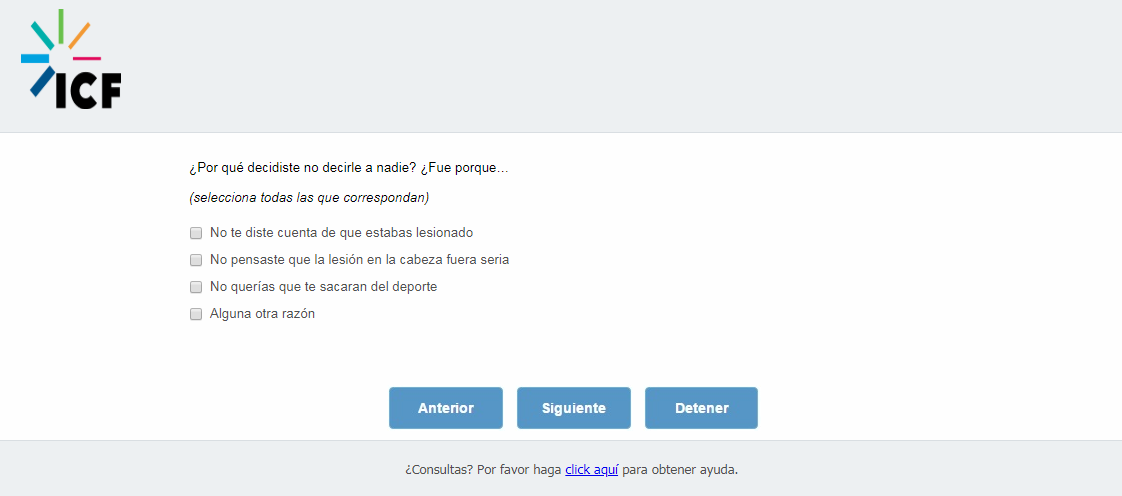 ICF
¿Por qué decidiste no decirle a nadie? ¿Fue porque…
(selecciona todas las que correspondan)
No te diste cuenta de que estabas lesionado
No pensaste que la lesión en la cabeza fuera seria
No querías que te sacaran del deporte
Alguna otra razón
Anterior Siguiente Detener
¿Consultas? Por favor haga click aquí para obtener ayuda.